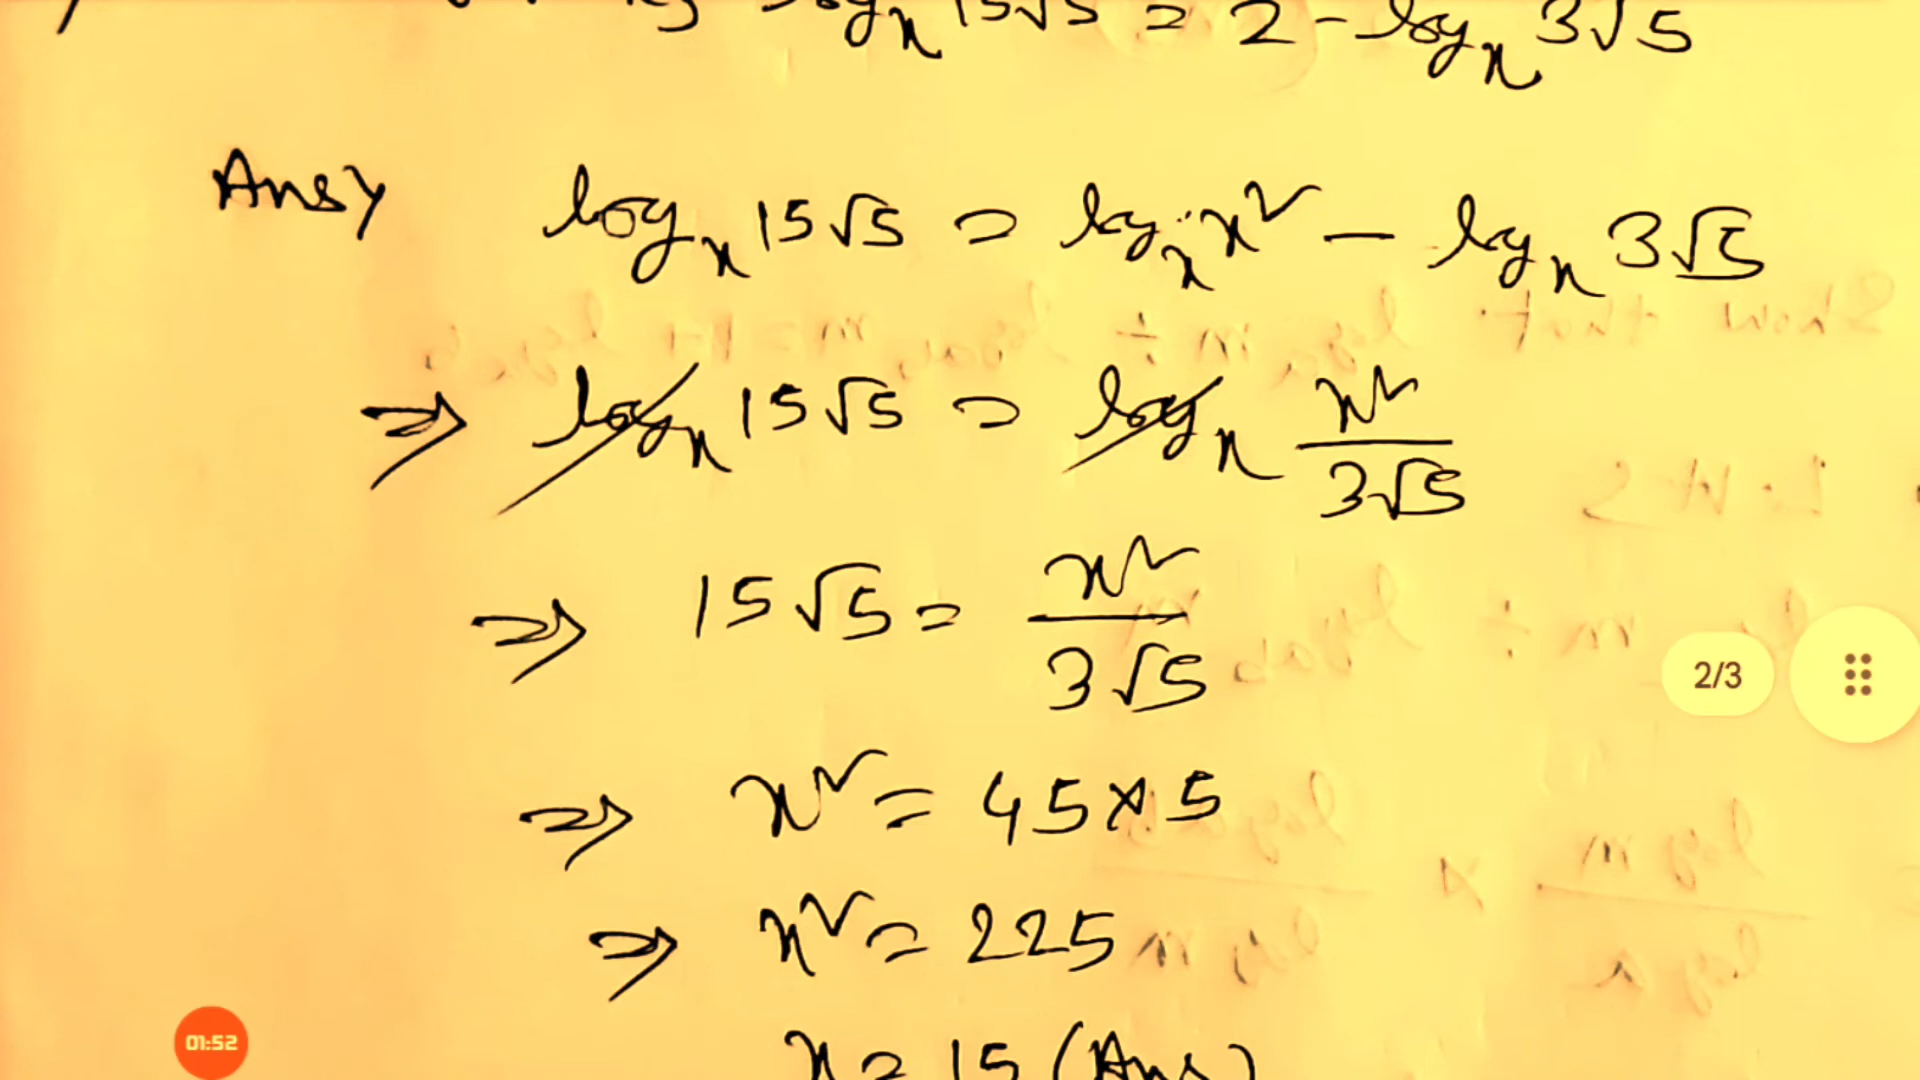 log_x 15√5 = 2 - log_x 3√5
Ans) log_x 15√5 = log_x x² - log_x 3√5
⇒ log_x 15√5 = log_x x²/3√5
⇒ 15√5 = x²/3√5
⇒ x² = 45×5
2/3
⇒ x² = 225
x = 15 (Ans)
01:52